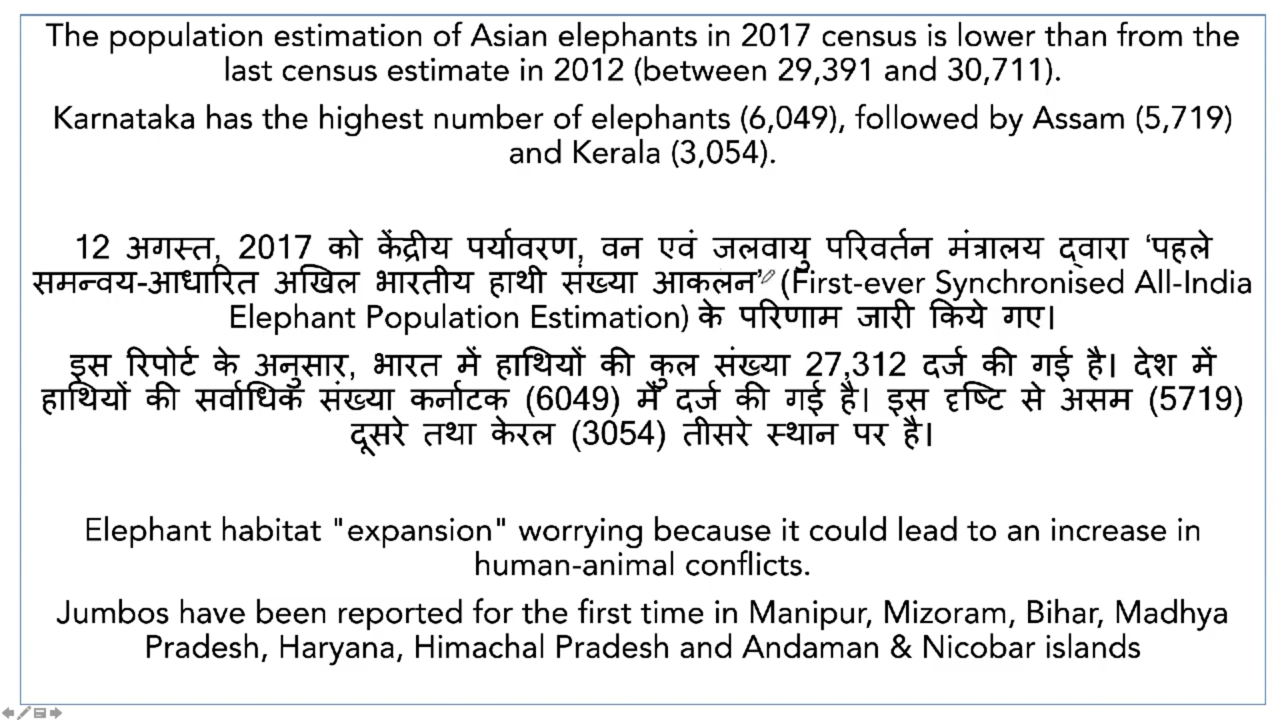 The population estimation of Asian elephants in 2017 census is lower than from the
last census estimate in 2012 (between 29,391 and 30,711).
Karnataka has the highest number of elephants (6,049), followed by Assam (5,719)
and Kerala (3,054).
12 अगस्त, 2017 को केंद्रीय पर्यावरण, वन एवं जलवायु परिवर्तन मंत्रालय द्वारा ‘पहले
समन्वय-आधारित अखिल भारतीय हाथी संख्या आकलन’ (First-ever Synchronised All-India
Elephant Population Estimation) के परिणाम जारी किये गए।
इस रिपोर्ट के अनुसार, भारत में हाथियों की कुल संख्या 27,312 दर्ज की गई है। देश में
हाथियों की सर्वाधिक संख्या कर्नाटक (6049) में दर्ज की गई है। इस दृष्टि से असम (5719)
दूसरे तथा केरल (3054) तीसरे स्थान पर है।
Elephant habitat "expansion" worrying because it could lead to an increase in
human-animal conflicts.
Jumbos have been reported for the first time in Manipur, Mizoram, Bihar, Madhya
Pradesh, Haryana, Himachal Pradesh and Andaman & Nicobar islands